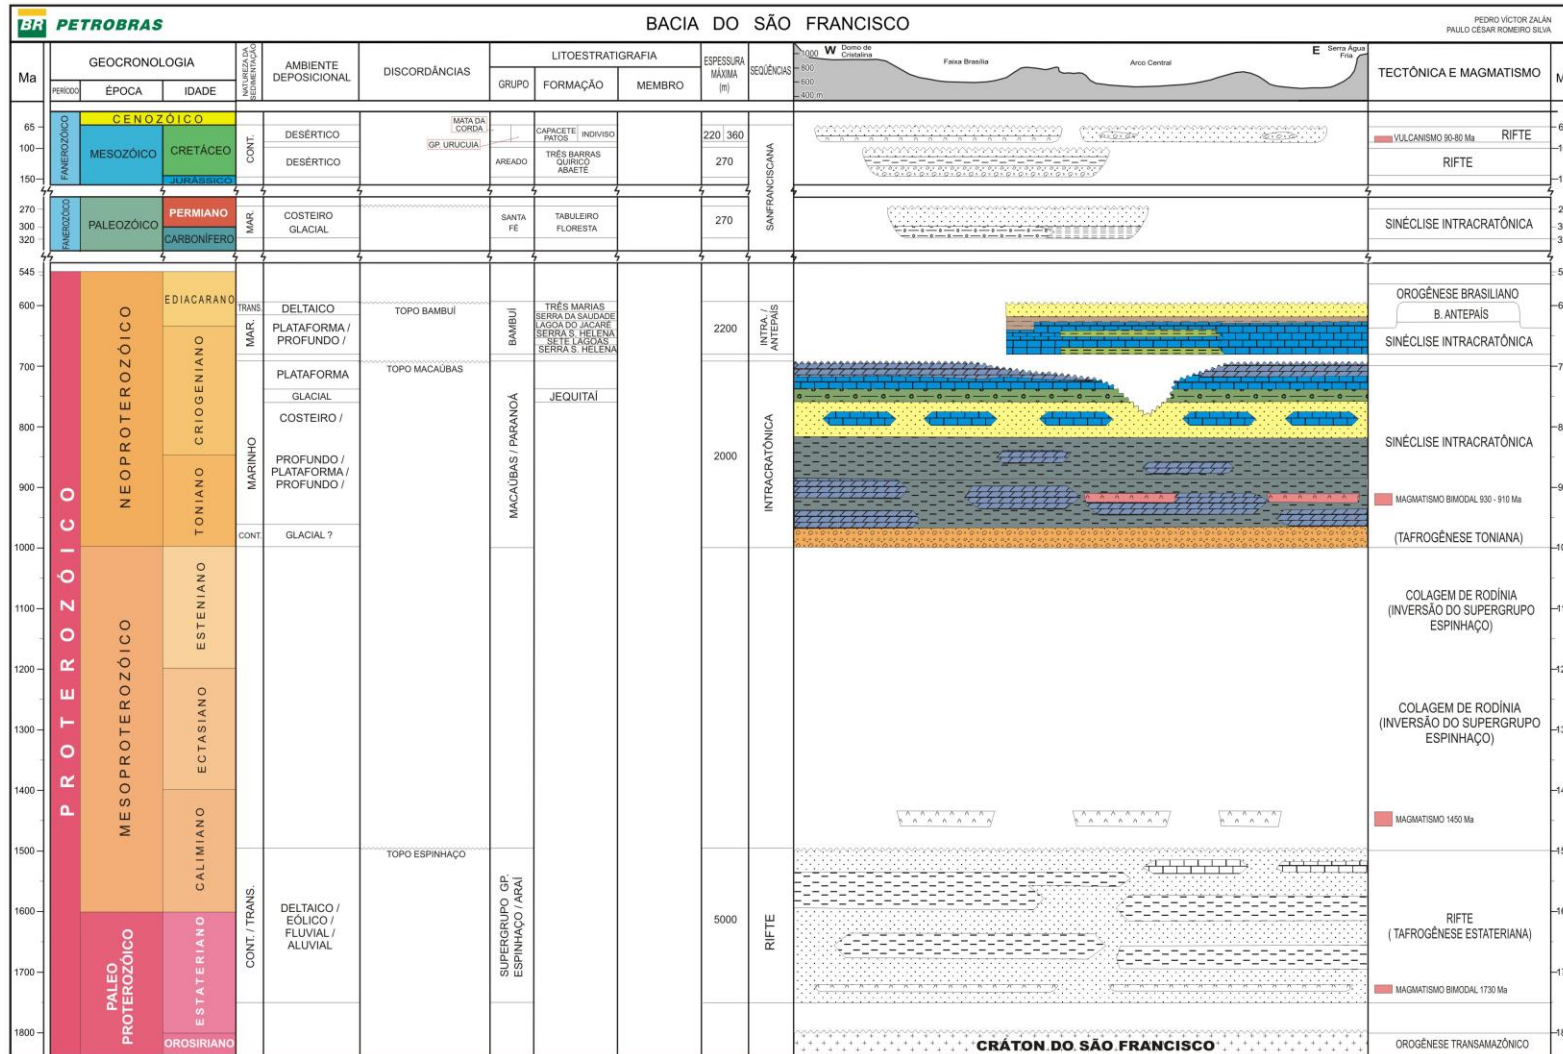 BR PETROBRAS
BACIA DO SÃO FRANCISCO
PEDRO VÍCTOR ZALÁN
PAULO CÉSAR ROMEIRO SILVA
Ma
GEOCRONOLOGIA
PERÍODO
ÉPOCA
IDADE
NATUREZA DA
SEDIMENTAÇÃO
AMBIENTE
DEPOSICIONAL
DISCORDÂNCIAS
LITOESTRATIGRAFIA
GRUPO
FORMAÇÃO
MEMBRO
ESPESSURA
MÁXIMA
(m)
SEQÜÊNCIAS
1000
800
600
400 m
W
Domo de
Cristalina
Faixa Brasília
Arco Central
E
Serra Água
Fria
TECTÔNICA E MAGMATISMO
M
65
100
150
270
300
320
545
600
700
800
900
1000
1100
1200
1300
1400
1500
1600
1700
1800
FANEROZÓICO
CENOZÓICO
MESOZÓICO
CRETÁCEO
JURÁSSICO
CONT.
DESÉRTICO
DESÉRTICO
MATA DA
CORDA
GP. URUCUIA
AREADO
CAPACETE
PATOS
INDIVISO
TRÊS BARRAS
QUIRICÓ
ABAETÉ
220 360
270
SANFRANCISCANA
VULCANISMO 90-80 Ma
RIFTE
RIFTE
FANEROZÓICO
PALEOZÓICO
PERMIANO
CARBONÍFERO
MAR.
COSTEIRO
GLACIAL
SANTA
FÉ
TABULEIRO
FLORESTA
270
SINÉCLISE INTRACRATÔNICA
PROTEROZÓICO
NEOPROTEROZÓICO
EDIACARANO
CRIOGENIANO
TONIANO
TRANS.
MAR.
DELTAICO
PLATAFORMA /
PROFUNDO /
TOPO BAMBUÍ
BAMBUÍ
TRÊS MARIAS
SERRA DA SAUDADE
LAGOA DO JACARÉ
SERRA S. HELENA
SETE LAGOAS
SERRA S. HELENA
2200
INTRA. /
ANTEPAÍS
OROGÊNESE BRASILIANO
B. ANTEPAÍS
SINÉCLISE INTRACRATÔNICA
MARINHO
PLATAFORMA
GLACIAL
COSTEIRO /
PROFUNDO /
PLATAFORMA /
PROFUNDO /
TOPO MACAÚBAS
MACAÚBAS / PARANOÁ
JEQUITAÍ
2000
INTRACRATÔNICA
SINÉCLISE INTRACRATÔNICA
MAGMATISMO BIMODAL 930 - 910 Ma
CONT.
GLACIAL ?
(TAFROGÊNESE TONIANA)
MESOPROTEROZÓICO
ESTENIANO
ECTASIANO
CALIMIANO
COLAGEM DE RODÍNIA
(INVERSÃO DO SUPERGRUPO
ESPINHAÇO)
COLAGEM DE RODÍNIA
(INVERSÃO DO SUPERGRUPO
ESPINHAÇO)
MAGMATISMO 1450 Ma
TOPO ESPINHAÇO
PALEO
PROTEROZÓICO
ESTATERIANO
OROSIRIANO
CONT. / TRANS.
DELTAICO /
EÓLICO /
FLUVIAL /
ALUVIAL
SUPERGRUPO GP.
ESPINHAÇO / ARAÍ
5000
RIFTE
RIFTE
( TAFROGÊNESE ESTATERIANA)
MAGMATISMO BIMODAL 1730 Ma
CRÁTON DO SÃO FRANCISCO
OROGÊNESE TRANSAMAZÔNICO